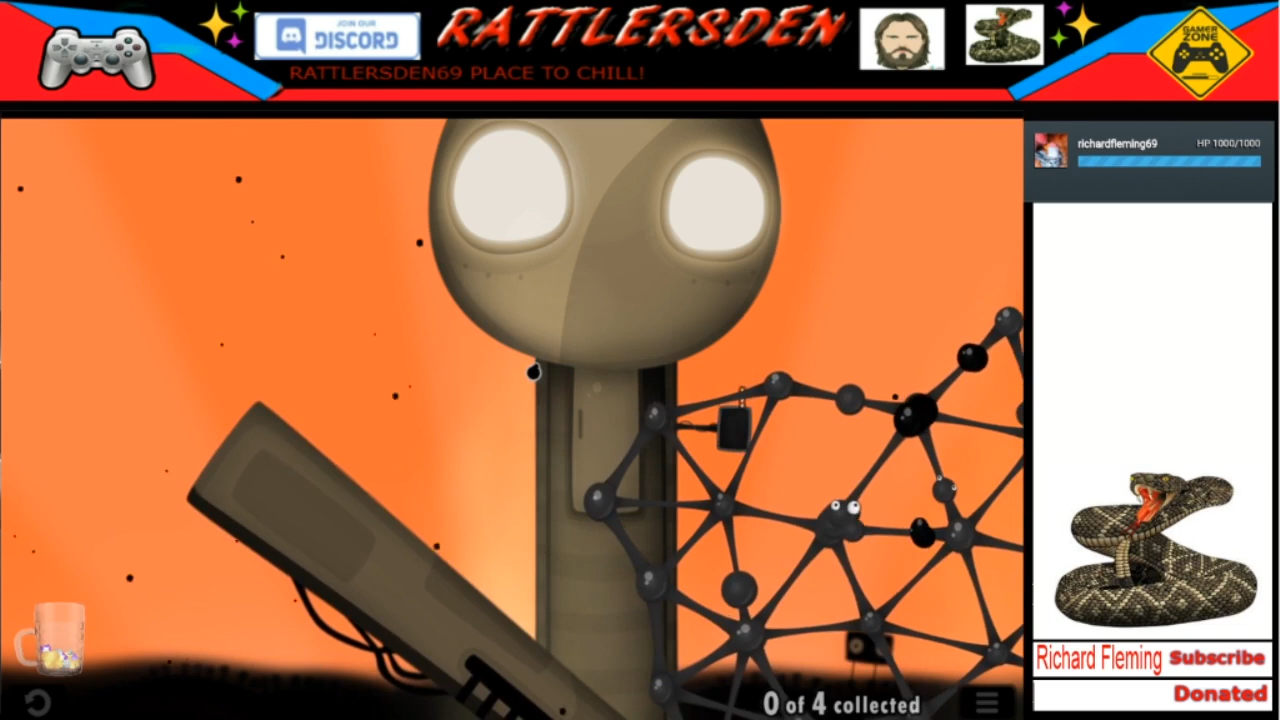 JOIN OUR
DISCORD
RATTLERSDEN
RATTLERSDEN69 PLACE TO CHILL!
GAMER
ZONE
richardfleming69 HP 1000/1000
0 of 4 collected
Richard Fleming Subscribe
Donated